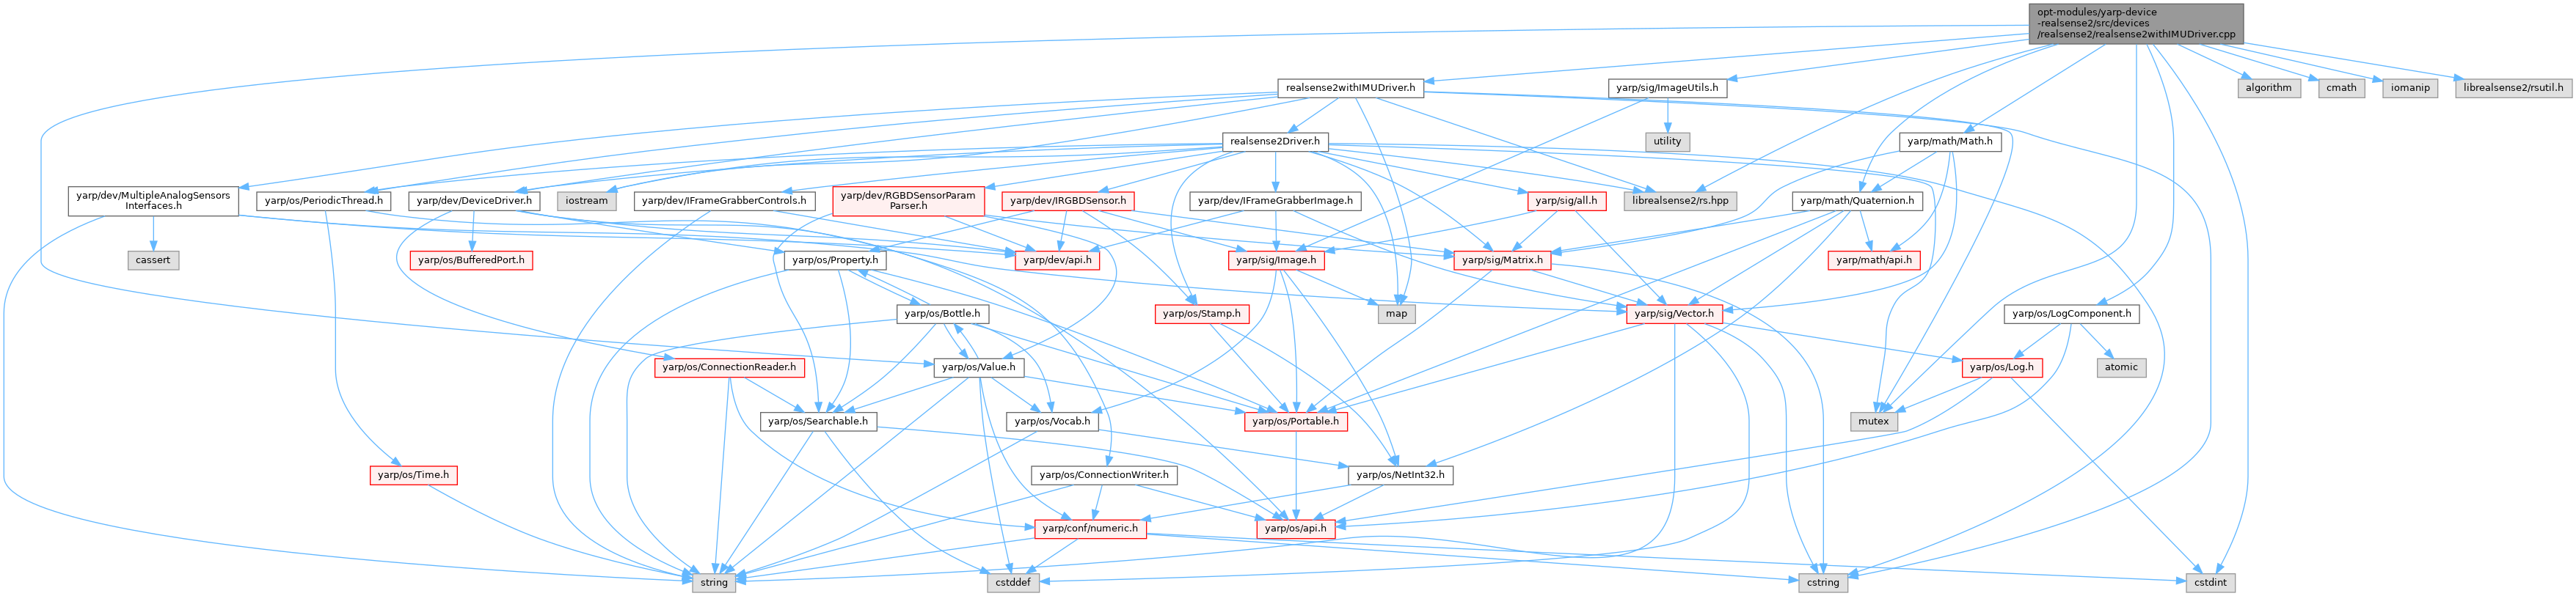 opt-modules/yarp-device
-realsense2/src/devices
/realsense2/realsense2withIMUDriver.cpp
realsense2withIMUDriver.h
yarp/sig/ImageUtils.h
algorithm
cmath
iomanip
librealsense2/rsutil.h
realsense2Driver.h
utility
yarp/math/Math.h
yarp/dev/MultipleAnalogSensors
Interfaces.h
yarp/os/PeriodicThread.h
yarp/dev/DeviceDriver.h
iostream
yarp/dev/IFrameGrabberControls.h
yarp/dev/RGBDSensorParam
Parser.h
yarp/dev/IRGBDSensor.h
yarp/dev/IFrameGrabberImage.h
yarp/sig/all.h
librealsense2/rs.hpp
yarp/math/Quaternion.h
cassert
yarp/os/BufferedPort.h
yarp/os/Property.h
yarp/dev/api.h
yarp/sig/Image.h
yarp/sig/Matrix.h
yarp/math/api.h
yarp/os/Bottle.h
yarp/os/Stamp.h
map
yarp/sig/Vector.h
yarp/os/LogComponent.h
yarp/os/ConnectionReader.h
yarp/os/Value.h
yarp/os/Log.h
atomic
yarp/os/Searchable.h
yarp/os/Vocab.h
yarp/os/Portable.h
mutex
yarp/os/Time.h
yarp/os/ConnectionWriter.h
yarp/os/NetInt32.h
yarp/conf/numeric.h
yarp/os/api.h
string
cstddef
cstring
cstdint